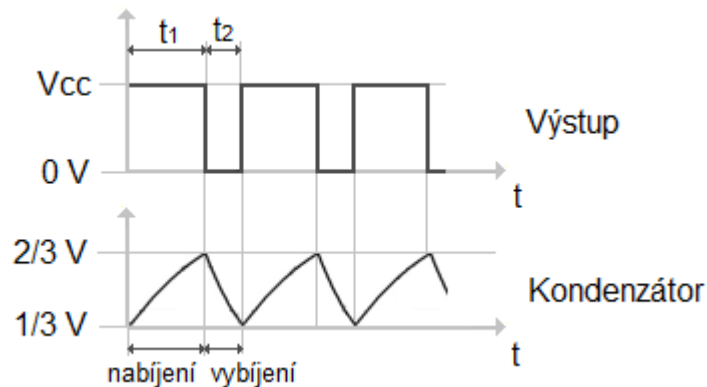 t1 t2
Vcc
Výstup
0 V
t
2/3 V
Kondenzátor
1/3 V
t
nabíjení vybíjení